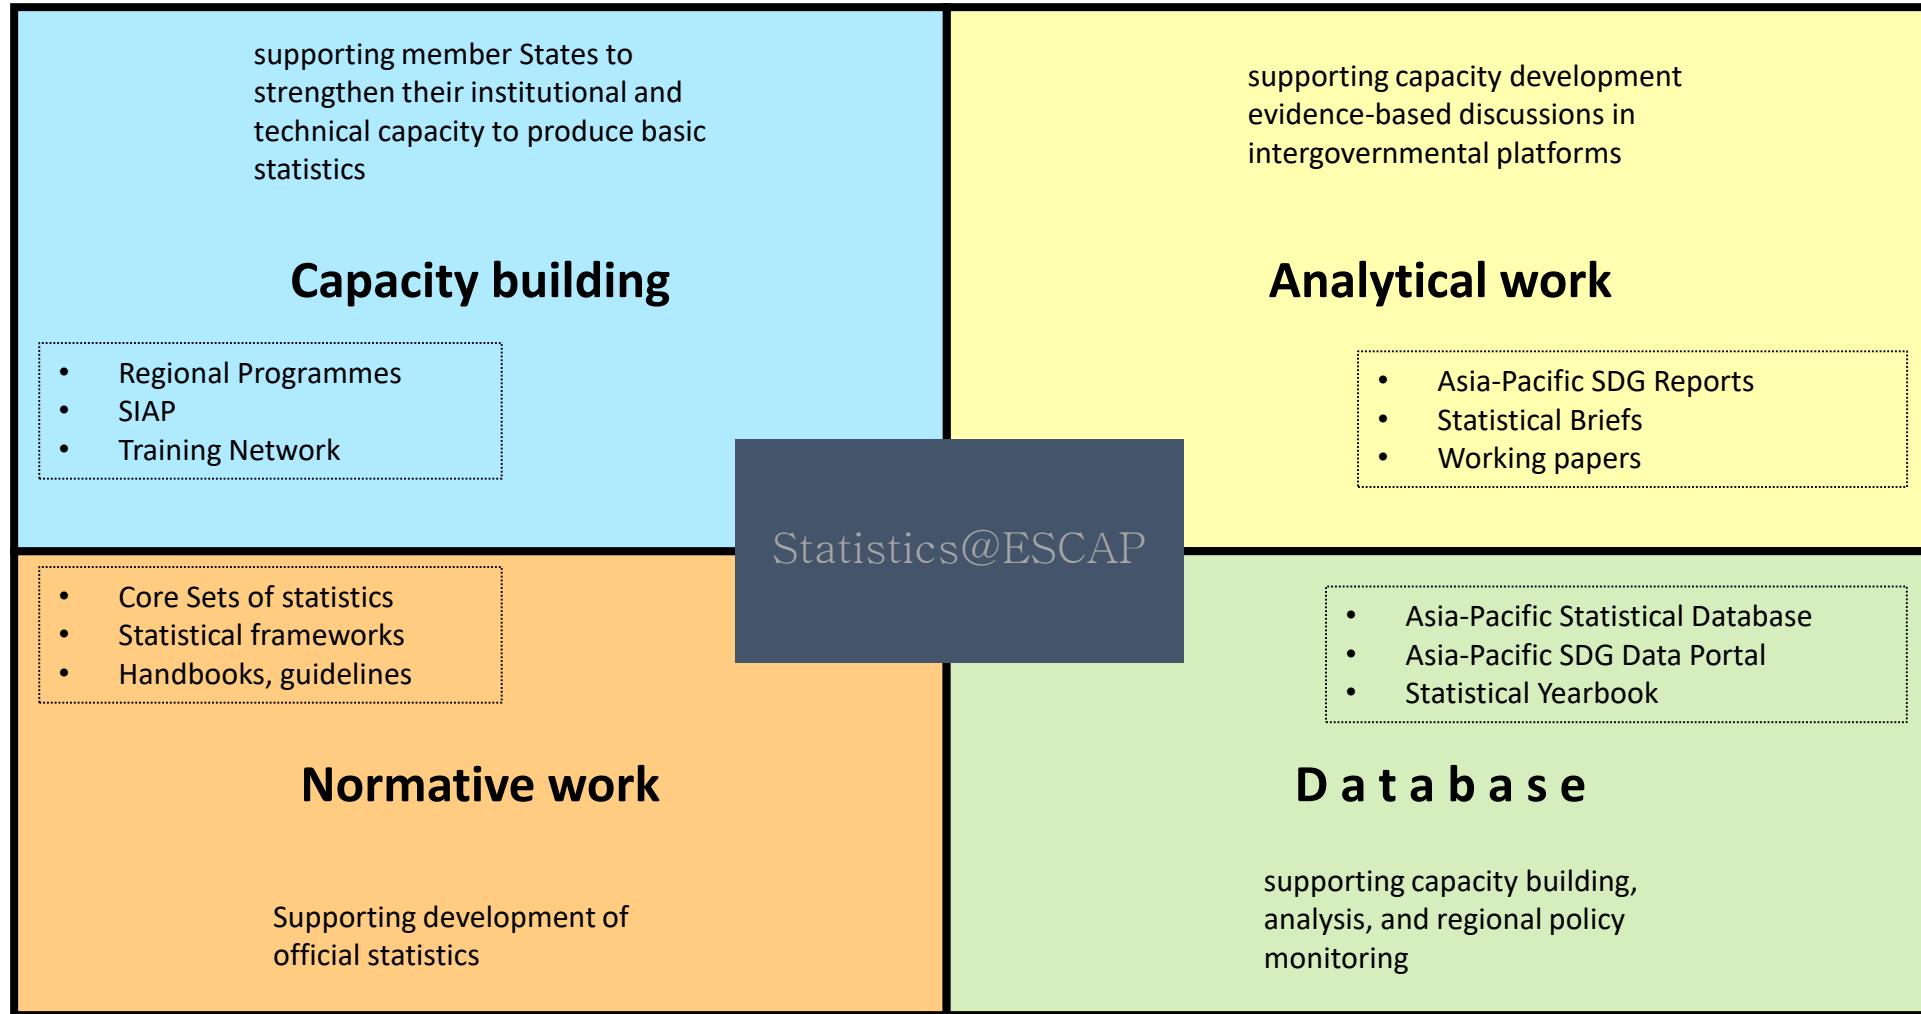 supporting member States to
strengthen their institutional and
technical capacity to produce basic
statistics
Capacity building
• Regional Programmes
• SIAP
• Training Network
supporting capacity development
evidence-based discussions in
intergovernmental platforms
Analytical work
• Asia-Pacific SDG Reports
• Statistical Briefs
• Working papers
Statistics@ESCAP
• Core Sets of statistics
• Statistical frameworks
• Handbooks, guidelines
Normative work
Supporting development of
official statistics
• Asia-Pacific Statistical Database
• Asia-Pacific SDG Data Portal
• Statistical Yearbook
Database
supporting capacity building,
analysis, and regional policy
monitoring